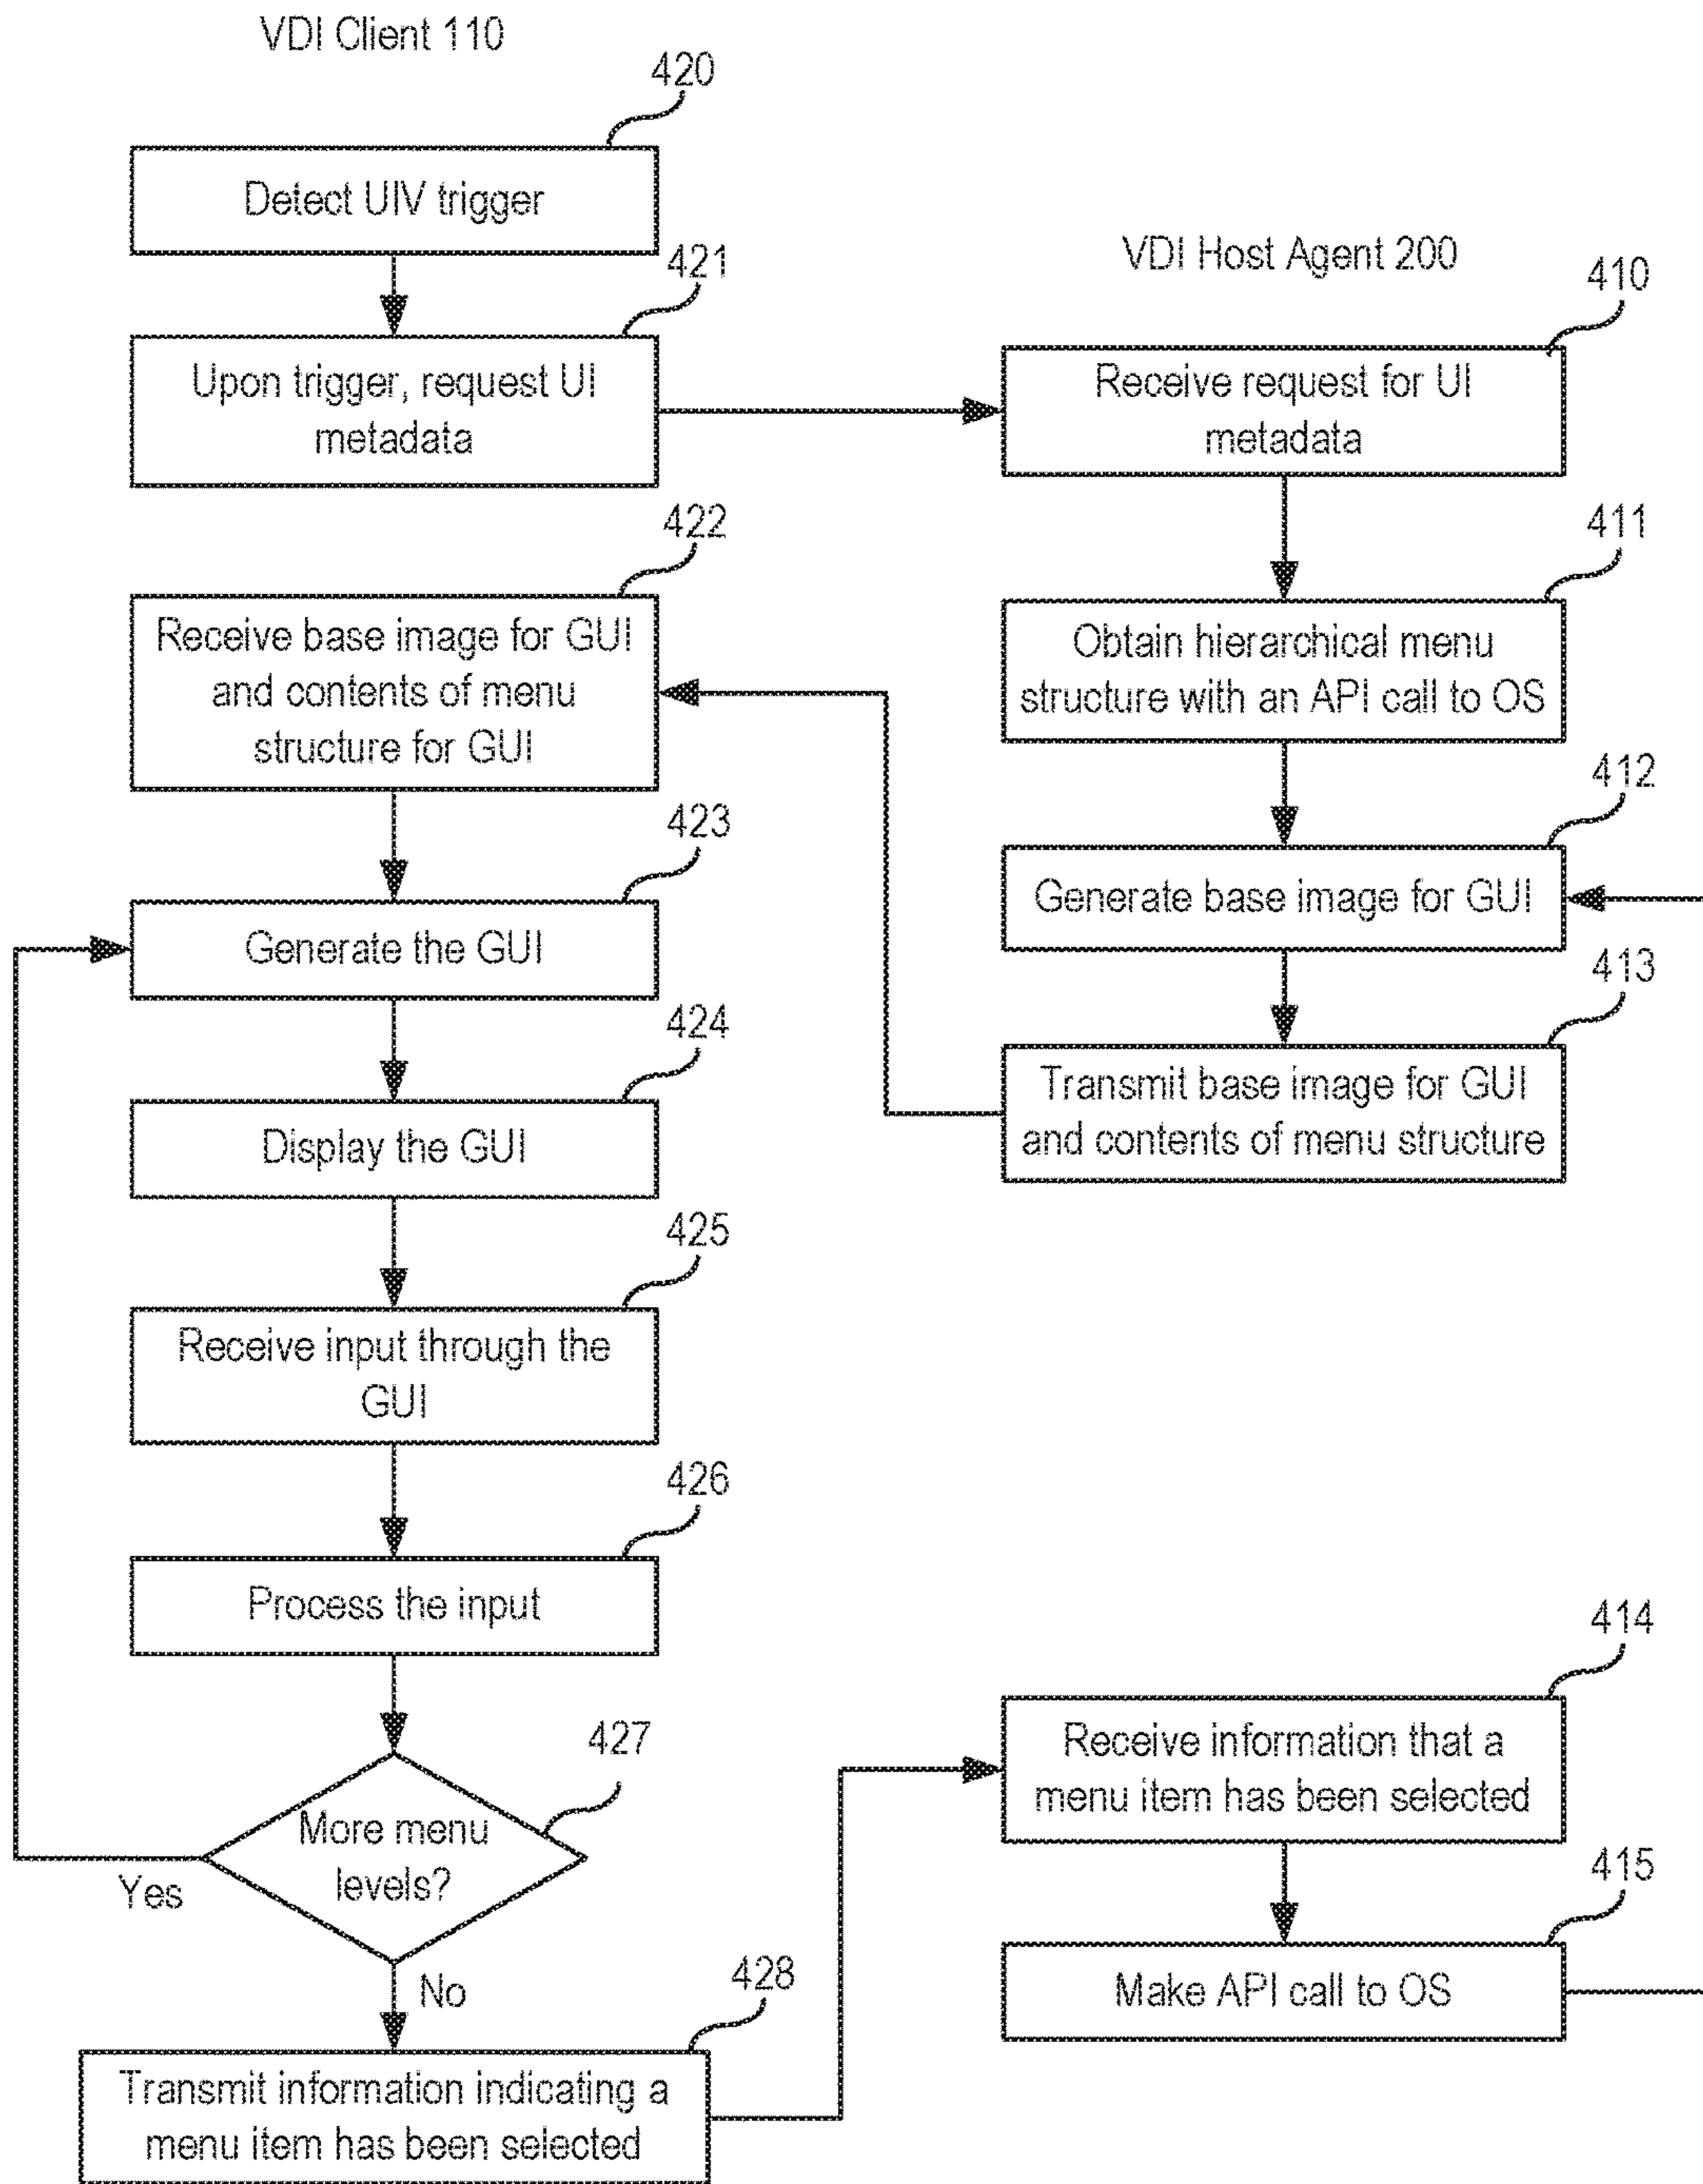 VDI Client 110
420
Detect UIV trigger
421
Upon trigger, request UI
metadata
VDI Host Agent 200
410
Receive request for UI
metadata
422
Receive base image for GUI
and contents of menu
structure for GUI
411
Obtain hierarchical menu
structure with an API call to OS
423
Generate the GUI
412
Generate base image for GUI
424
Display the GUI
413
Transmit base image for GUI
and contents of menu structure
425
Receive input through the
GUI
426
Process the input
427
More menu
levels?
Yes
No
428
Transmit information indicating a
menu item has been selected
414
Receive information that a
menu item has been selected
415
Make API call to OS